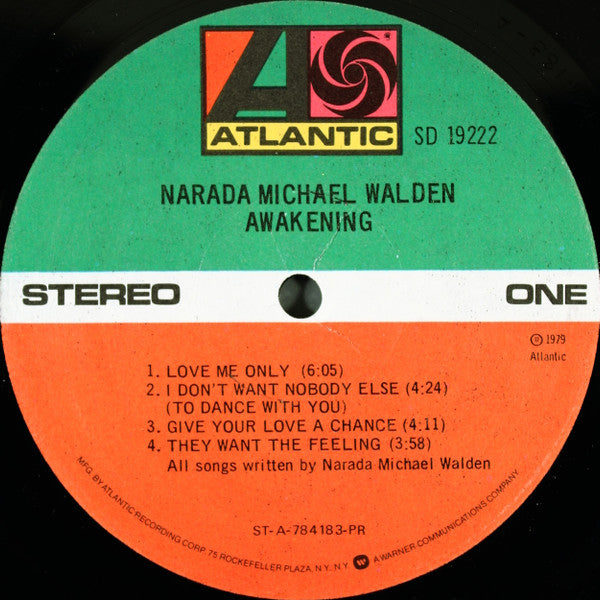 ATLANTIC
SD 19222
NARADA MICHAEL WALDEN
AWAKENING
STEREO
ONE
℗ 1979
Atlantic
1. LOVE ME ONLY (6:05)
2. I DON'T WANT NOBODY ELSE (4:24)
(TO DANCE WITH YOU)
3. GIVE YOUR LOVE A CHANCE (4:11)
4. THEY WANT THE FEELING (3:58)
All songs written by Narada Michael Walden
ST-A-784183-PR
MFG. BY ATLANTIC RECORDING CORP. 75 ROCKEFELLER PLAZA, N.Y., N.Y. A WARNER COMMUNICATIONS COMPANY